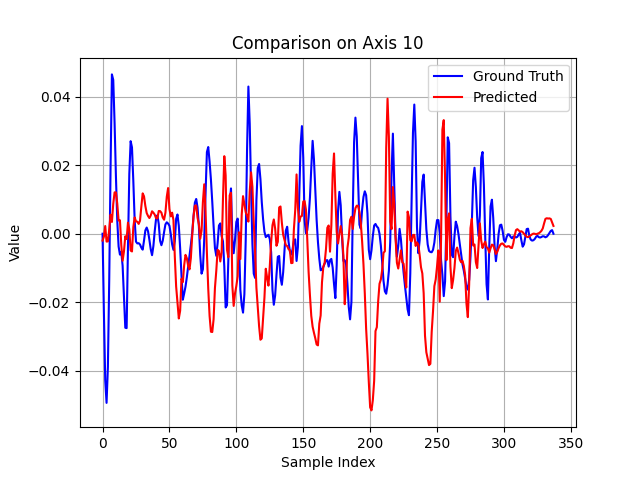 Comparison on Axis 10
Ground Truth
Predicted
0.04
0.02
0.00
−0.02
−0.04
Value
0
50
100
150
200
250
300
350
Sample Index